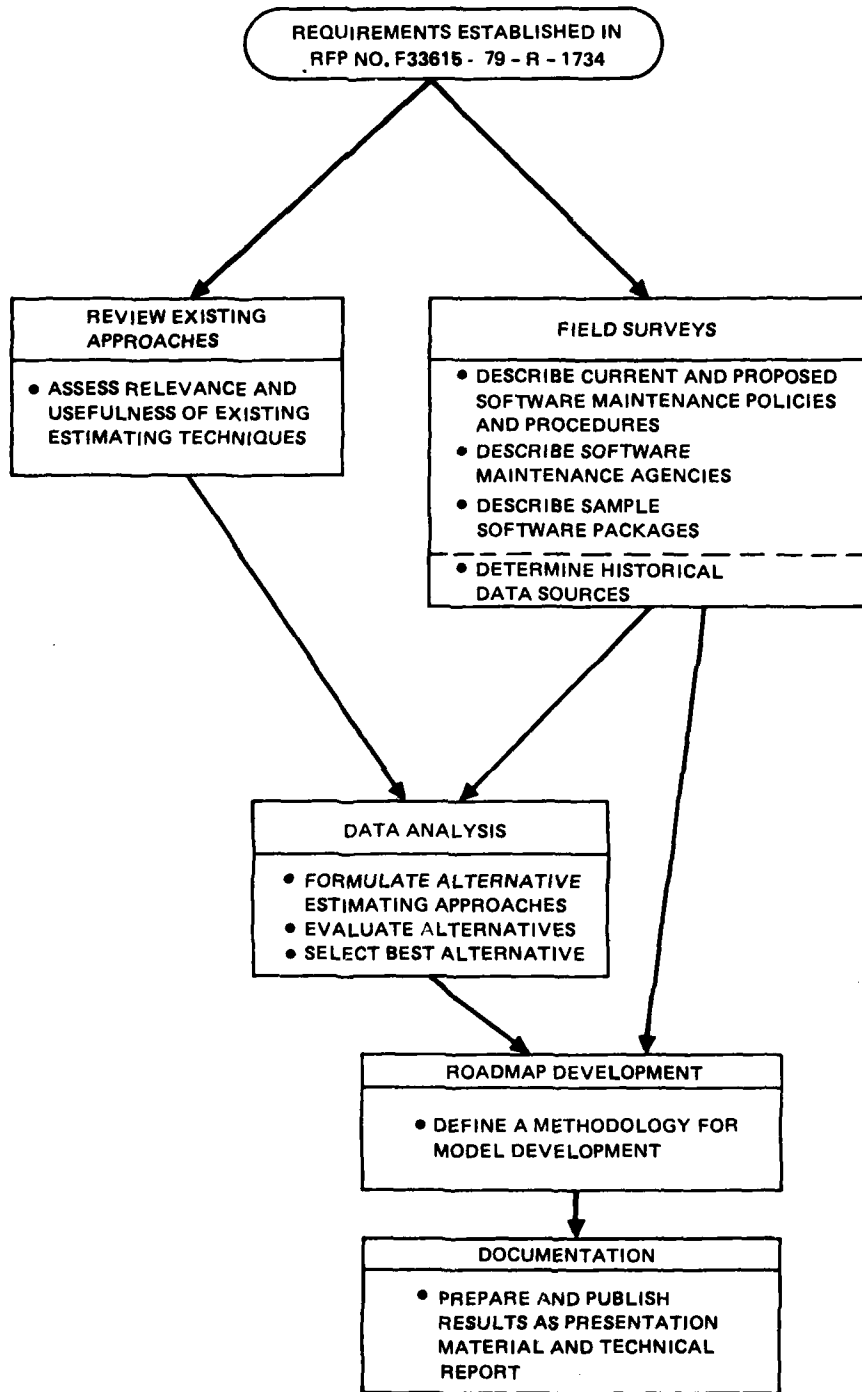 REQUIREMENTS ESTABLISHED IN
RFP NO. F33615 - 79 - R - 1734
REVIEW EXISTING
APPROACHES
• ASSESS RELEVANCE AND
USEFULNESS OF EXISTING
ESTIMATING TECHNIQUES
FIELD SURVEYS
• DESCRIBE CURRENT AND PROPOSED
SOFTWARE MAINTENANCE POLICIES
AND PROCEDURES
• DESCRIBE SOFTWARE
MAINTENANCE AGENCIES
• DESCRIBE SAMPLE
SOFTWARE PACKAGES
• DETERMINE HISTORICAL
DATA SOURCES
DATA ANALYSIS
• FORMULATE ALTERNATIVE
ESTIMATING APPROACHES
• EVALUATE ALTERNATIVES
• SELECT BEST ALTERNATIVE
ROADMAP DEVELOPMENT
• DEFINE A METHODOLOGY FOR
MODEL DEVELOPMENT
DOCUMENTATION
• PREPARE AND PUBLISH
RESULTS AS PRESENTATION
MATERIAL AND TECHNICAL
REPORT